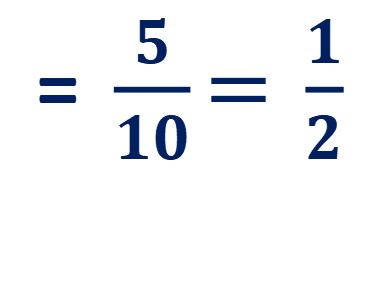 = 5/10 = 1/2